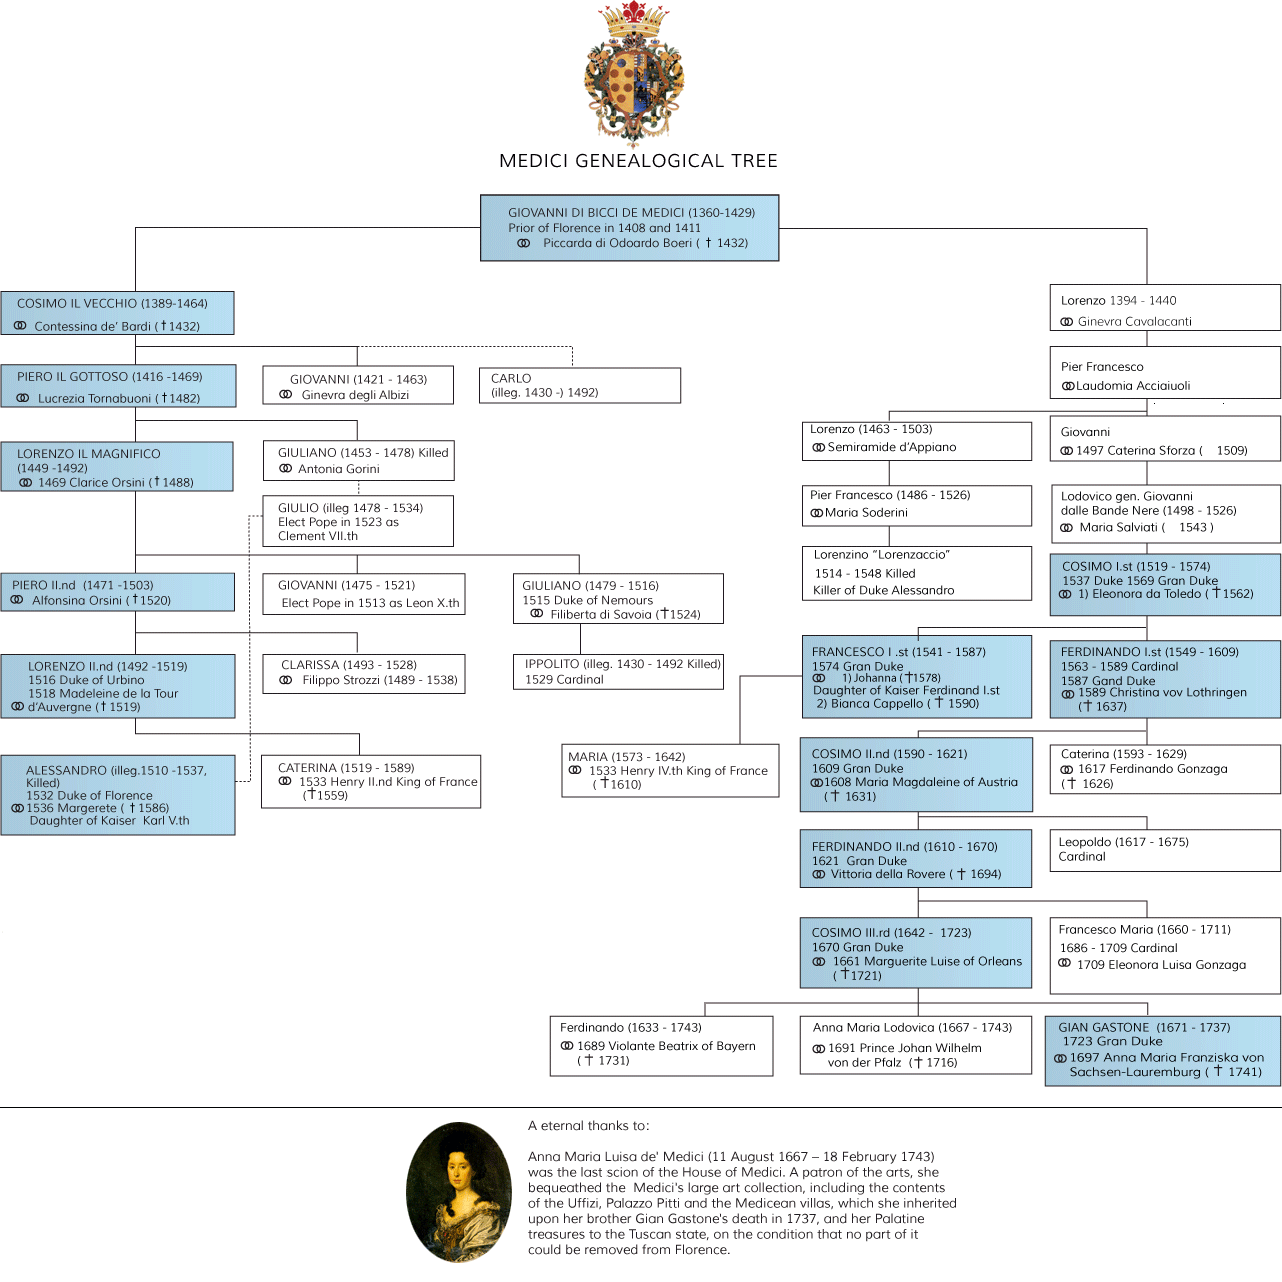 MEDICI GENEALOGICAL TREE
GIOVANNI DI BICCI DE MEDICI (1360-1429)
Prior of Florence in 1408 and 1411
Piccarda di Odoardo Boeri ( † 1432)
COSIMO IL VECCHIO (1389-1464)
Contessina de' Bardi ( † 1432)
Lorenzo 1394 - 1440
Ginevra Cavalacanti
PIERO IL GOTTOSO (1416 -1469)
Lucrezia Tornabuoni ( † 1482)
GIOVANNI (1421 - 1463)
Ginevra degli Albizi
CARLO
(illeg. 1430 -) 1492)
Pier Francesco
Laudomia Acciaiuoli
LORENZO IL MAGNIFICO
(1449 -1492)
1469 Clarice Orsini ( † 1488)
GIULIANO (1453 - 1478) Killed
Antonia Gorini
Lorenzo (1463 - 1503)
Semiramide d'Appiano
Giovanni
1497 Caterina Sforza ( 1509)
GIULIO (illeg 1478 - 1534)
Elect Pope in 1523 as
Clement VII.th
Pier Francesco (1486 - 1526)
Maria Soderini
Lodovico gen. Giovanni
dalle Bande Nere (1498 - 1526)
Maria Salviati ( 1543 )
PIERO II.nd (1471 -1503)
Alfonsina Orsini ( † 1520)
GIOVANNI (1475 - 1521)
Elect Pope in 1513 as Leon X.th
GIULIANO (1479 - 1516)
1515 Duke of Nemours
Filiberta di Savoia ( † 1524)
Lorenzino "Lorenzaccio"
1514 - 1548 Killed
Killer of Duke Alessandro
COSIMO I.st (1519 - 1574)
1537 Duke 1569 Gran Duke
1) Eleonora da Toledo ( † 1562)
LORENZO II.nd (1492 -1519)
1516 Duke of Urbino
1518 Madeleine de la Tour
d'Auvergne ( † 1519)
CLARISSA (1493 - 1528)
Filippo Strozzi (1489 - 1538)
IPPOLITO (illeg. 1430 - 1492 Killed)
1529 Cardinal
FRANCESCO I .st (1541 - 1587)
1574 Gran Duke
1) Johanna ( † 1578)
Daughter of Kaiser Ferdinand I.st
2) Bianca Cappello ( † 1590)
FERDINANDO I.st (1549 - 1609)
1563 - 1589 Cardinal
1587 Gand Duke
1589 Christina vov Lothringen
( † 1637)
ALESSANDRO (illeg.1510 -1537,
Killed)
1532 Duke of Florence
1536 Margerete ( † 1586)
Daughter of Kaiser Karl V.th
CATERINA (1519 - 1589)
1533 Henry II.nd King of France
( † 1559)
MARIA (1573 - 1642)
1533 Henry IV.th King of France
( † 1610)
COSIMO II.nd (1590 - 1621)
1609 Gran Duke
1608 Maria Magdaleine of Austria
( † 1631)
Caterina (1593 - 1629)
1617 Ferdinando Gonzaga
( † 1626)
FERDINANDO II.nd (1610 - 1670)
1621 Gran Duke
Vittoria della Rovere ( † 1694)
Leopoldo (1617 - 1675)
Cardinal
COSIMO III.rd (1642 - 1723)
1670 Gran Duke
1661 Marguerite Luise of Orleans
( † 1721)
Francesco Maria (1660 - 1711)
1686 - 1709 Cardinal
1709 Eleonora Luisa Gonzaga
Ferdinando (1633 - 1743)
1689 Violante Beatrix of Bayern
( † 1731)
Anna Maria Lodovica (1667 - 1743)
1691 Prince Johan Wilhelm
von der Pfalz ( † 1716)
GIAN GASTONE (1671 - 1737)
1723 Gran Duke
1697 Anna Maria Franziska von
Sachsen-Lauremburg ( † 1741)
A eternal thanks to:
Anna Maria Luisa de' Medici (11 August 1667 – 18 February 1743)
was the last scion of the House of Medici. A patron of the arts, she
bequeathed the Medici's large art collection, including the contents
of the Uffizi, Palazzo Pitti and the Medicean villas, which she inherited
upon her brother Gian Gastone's death in 1737, and her Palatine
treasures to the Tuscan state, on the condition that no part of it
could be removed from Florence.